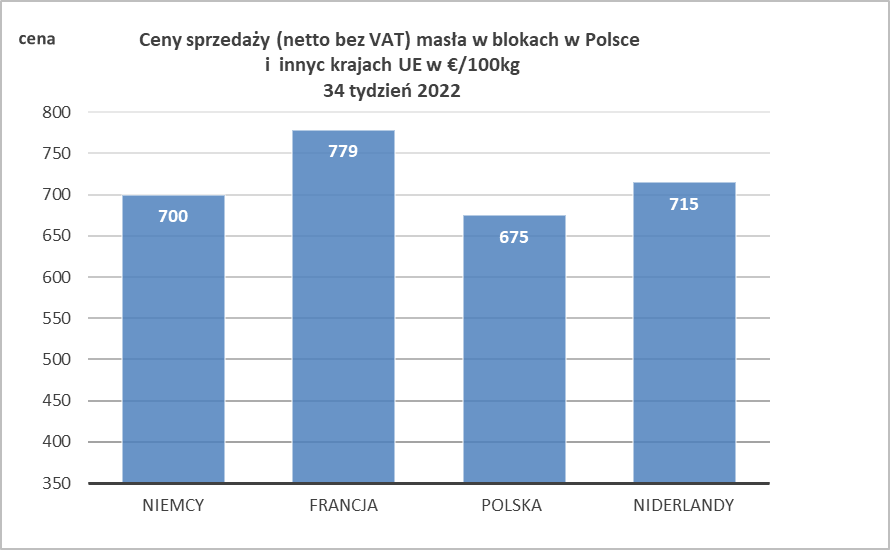 cena
Ceny sprzedaży (netto bez VAT) masła w blokach w Polsce
i innyc krajach UE w €/100kg
34 tydzień 2022
800
750
700
650
600
550
500
450
400
350
700
779
675
715
NIEMCY
FRANCJA
POLSKA
NIDERLANDY